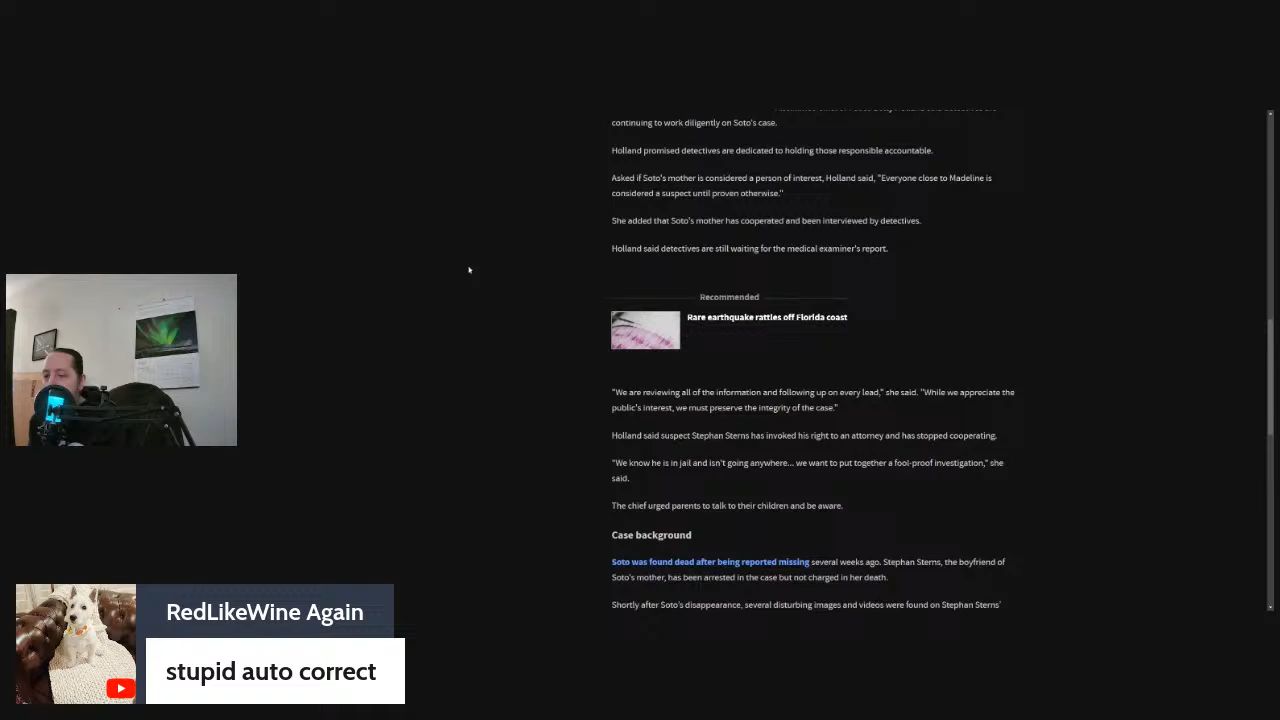 continuing to work diligently on Soto's case.
Holland promised detectives are dedicated to holding those responsible accountable.
Asked if Soto's mother is considered a person of interest, Holland said, "Everyone close to Madeline is
considered a suspect until proven otherwise."
She added that Soto's mother has cooperated and been interviewed by detectives.
Holland said detectives are still waiting for the medical examiner's report.
Recommended
Rare earthquake rattles off Florida coast
"We are reviewing all of the information and following up on every lead," she said. "While we appreciate the
public's interest, we must preserve the integrity of the case."
Holland said suspect Stephan Sterns has invoked his right to an attorney and has stopped cooperating.
"We know he is in jail and isn't going anywhere... we want to put together a fool-proof investigation," she
said.
The chief urged parents to talk to their children and be aware.
Case background
Soto was found dead after being reported missing several weeks ago. Stephan Sterns, the boyfriend of
Soto's mother, has been arrested in the case but not charged in her death.
Shortly after Soto's disappearance, several disturbing images and videos were found on Stephan Sterns'
RedLikeWine Again
stupid auto correct